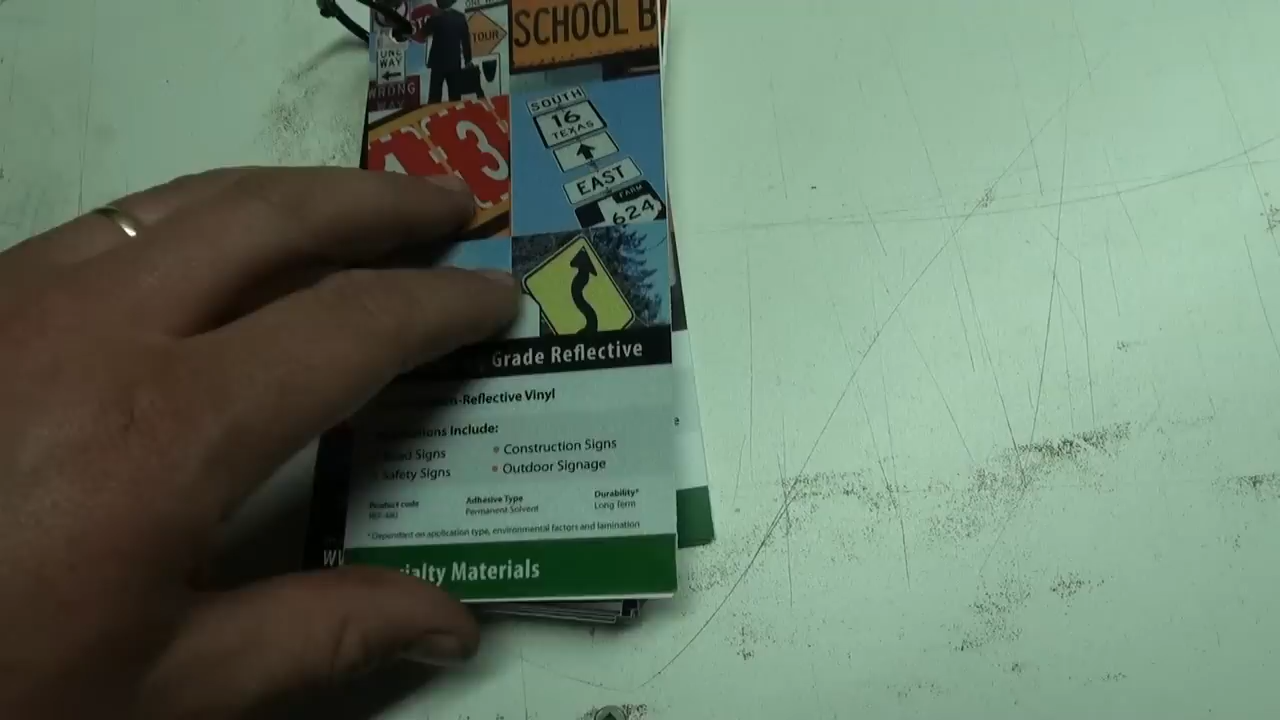 TOUR
SCHOOL B
ONE
WAY
WRONG
WAY
SOUTH
16
TEXAS
3
EAST
FARM
624
Grade Reflective
-Reflective Vinyl
Include:
Signs
• Construction Signs
Safety Signs
• Outdoor Signage
Product code
Adhesive Type
Permanent Solvent
Durability*
Long Term
*Depended on application type, environmental factors and lamination
ialty Materials